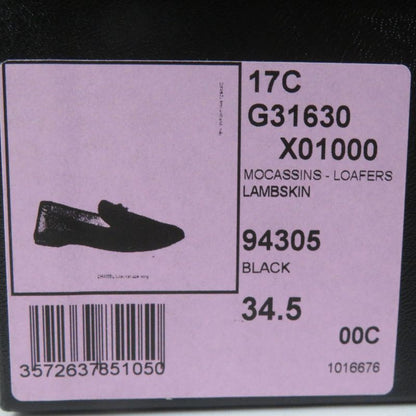 17C
G31630
X01000
MOCASSINS - LOAFERS
LAMBSKIN
94305
BLACK
34.5
00C
3572637851050
1016676